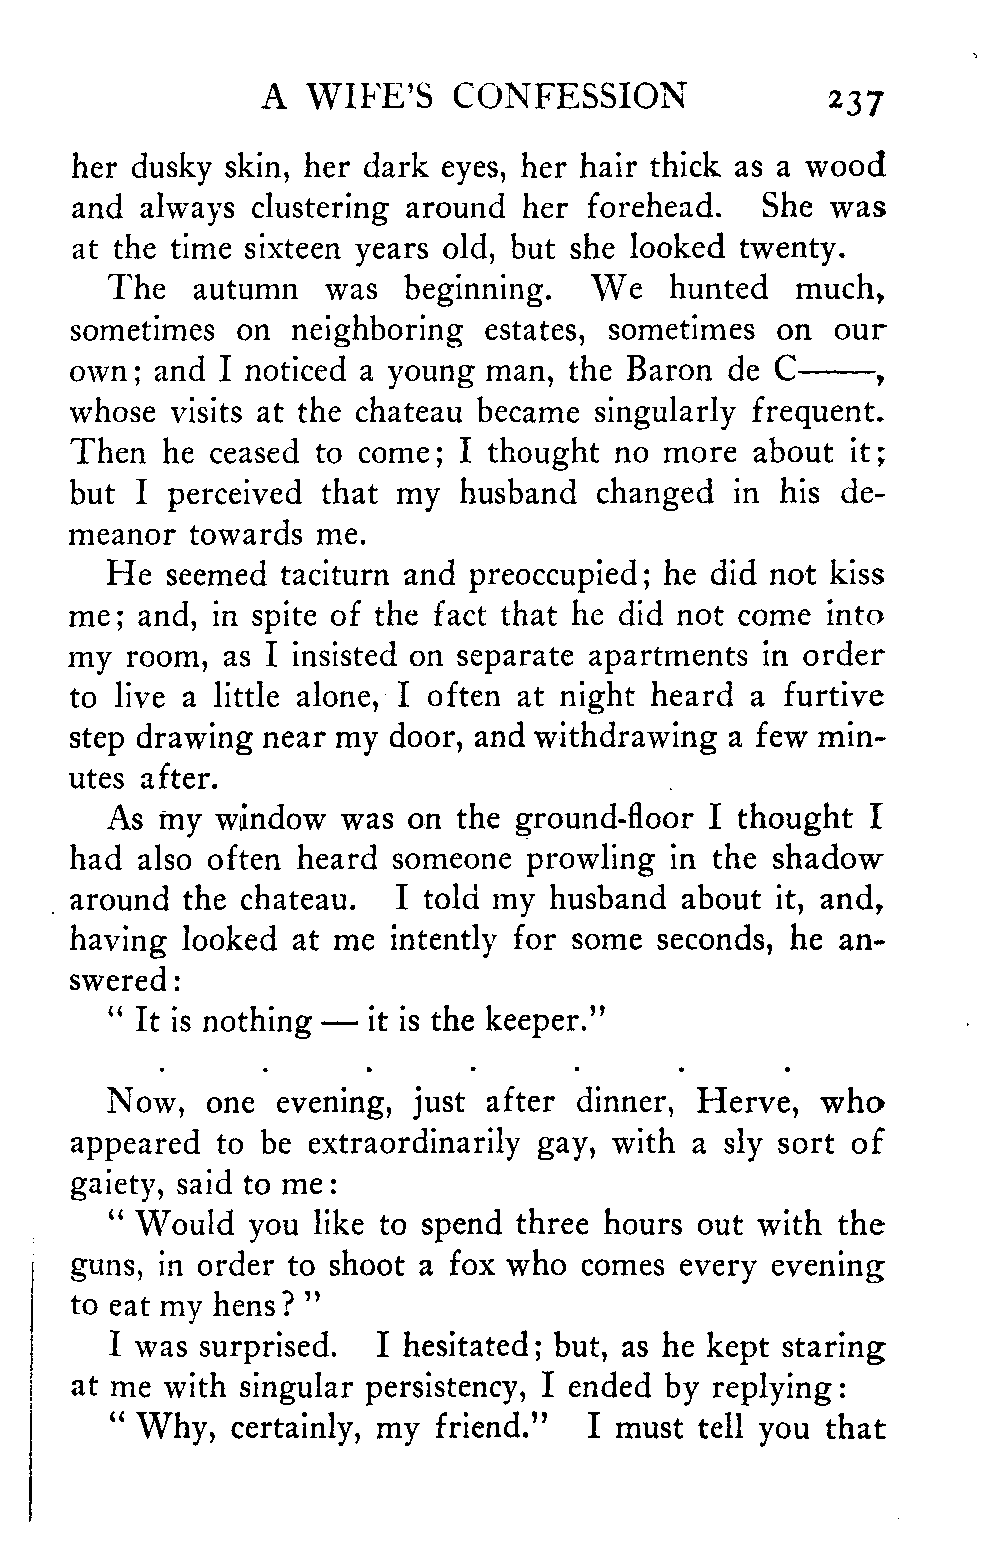 A WIFE'S CONFESSION 237
her dusky skin, her dark eyes, her hair thick as a wood
and always clustering around her forehead. She was
at the time sixteen years old, but she looked twenty.
The autumn was beginning. We hunted much,
sometimes on neighboring estates, sometimes on our
own; and I noticed a young man, the Baron de C——,
whose visits at the chateau became singularly frequent.
Then he ceased to come; I thought no more about it;
but I perceived that my husband changed in his de-
meanor towards me.
He seemed taciturn and preoccupied; he did not kiss
me; and, in spite of the fact that he did not come into
my room, as I insisted on separate apartments in order
to live a little alone, I often at night heard a furtive
step drawing near my door, and withdrawing a few min-
utes after.
As my window was on the ground-floor I thought I
had also often heard someone prowling in the shadow
around the chateau. I told my husband about it, and,
having looked at me intently for some seconds, he an-
swered:
" It is nothing — it is the keeper."
. . . . . . .
Now, one evening, just after dinner, Herve, who
appeared to be extraordinarily gay, with a sly sort of
gaiety, said to me:
" Would you like to spend three hours out with the
guns, in order to shoot a fox who comes every evening
to eat my hens? "
I was surprised. I hesitated; but, as he kept staring
at me with singular persistency, I ended by replying:
" Why, certainly, my friend." I must tell you that